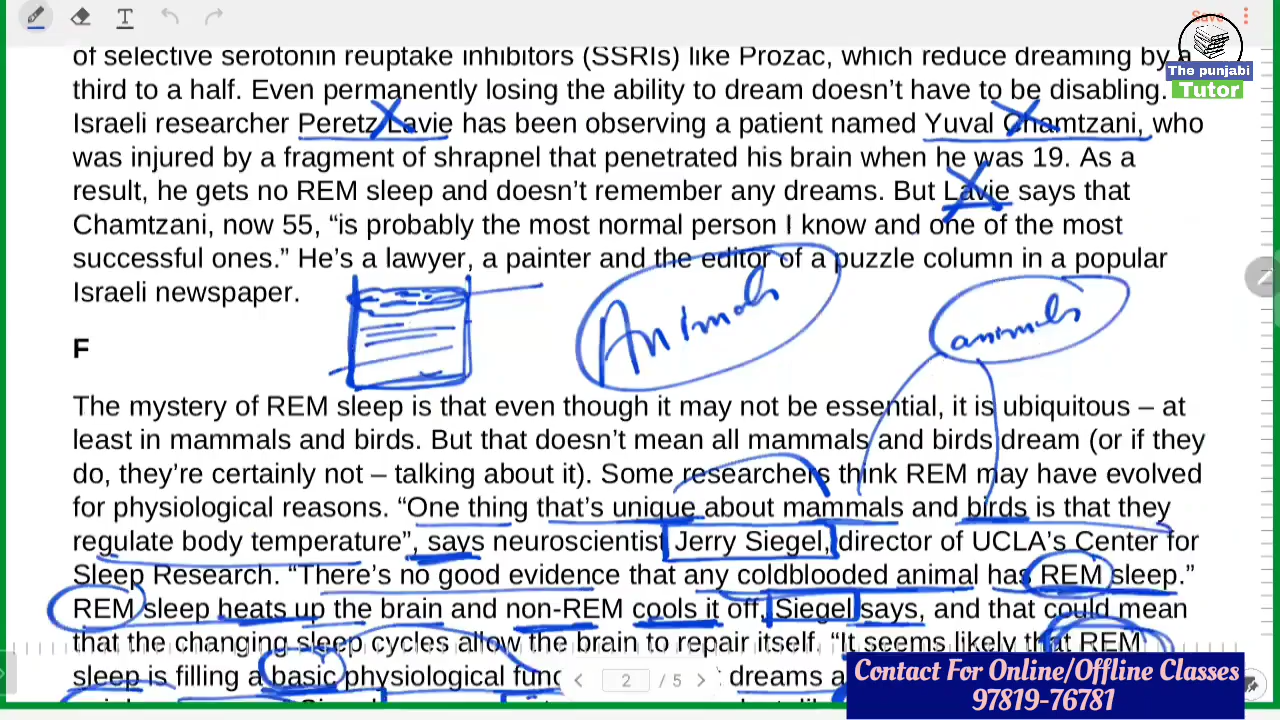 Save
The punjabi
Tutor
of selective serotonin reuptake inhibitors (SSRIs) like Prozac, which reduce dreaming by a
third to a half. Even permanently losing the ability to dream doesn’t have to be disabling.
Israeli researcher Peretz Lavie has been observing a patient named Yuval Chamtzani, who
was injured by a fragment of shrapnel that penetrated his brain when he was 19. As a
result, he gets no REM sleep and doesn’t remember any dreams. But Lavie says that
Chamtzani, now 55, “is probably the most normal person I know and one of the most
successful ones.” He’s a lawyer, a painter and the editor of a puzzle column in a popular
Israeli newspaper.
Animals
animals
F
The mystery of REM sleep is that even though it may not be essential, it is ubiquitous – at
least in mammals and birds. But that doesn’t mean all mammals and birds dream (or if they
do, they’re certainly not – talking about it). Some researchers think REM may have evolved
for physiological reasons. “One thing that’s unique about mammals and birds is that they
regulate body temperature”, says neuroscientist Jerry Siegel, director of UCLA’s Center for
Sleep Research. “There’s no good evidence that any coldblooded animal has REM sleep.”
REM sleep heats up the brain and non-REM cools it off, Siegel says, and that could mean
that the changing sleep cycles allow the brain to repair itself. “It seems likely that REM
sleep is filling a basic physiological func
2 / 5
dreams a
Contact For Online/Offline Classes
97819-76781